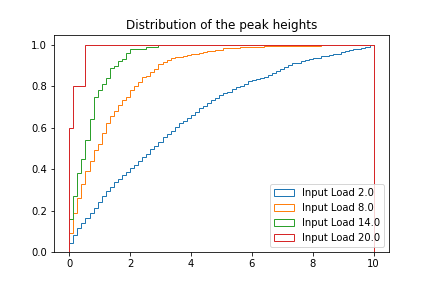 Distribution of the peak heights
1.0
0.8
0.6
0.4
0.2
0.0
Input Load 2.0
Input Load 8.0
Input Load 14.0
Input Load 20.0
0 2 4 6 8 10